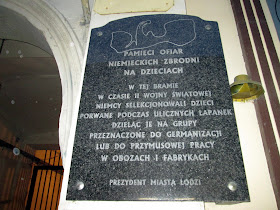 PAMIĘCI OFIAR
NIEMIECKICH ZBRODNI
NA DZIECIACH
W TEJ BRAMIE
W CZASIE II WOJNY ŚWIATOWEJ
NIEMCY SELEKCJONOWALI DZIECI
PORWANE PODCZAS ULICZNYCH ŁAPANEK
DZIELĄC JE NA GRUPY
PRZEZNACZONE DO GERMANIZACJI
LUB DO PRZYMUSOWEJ PRACY
W OBOZACH I FABRYKACH
PREZYDENT MIASTA ŁODZI